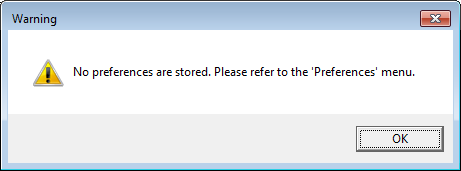 Warning
No preferences are stored. Please refer to the 'Preferences' menu.
OK